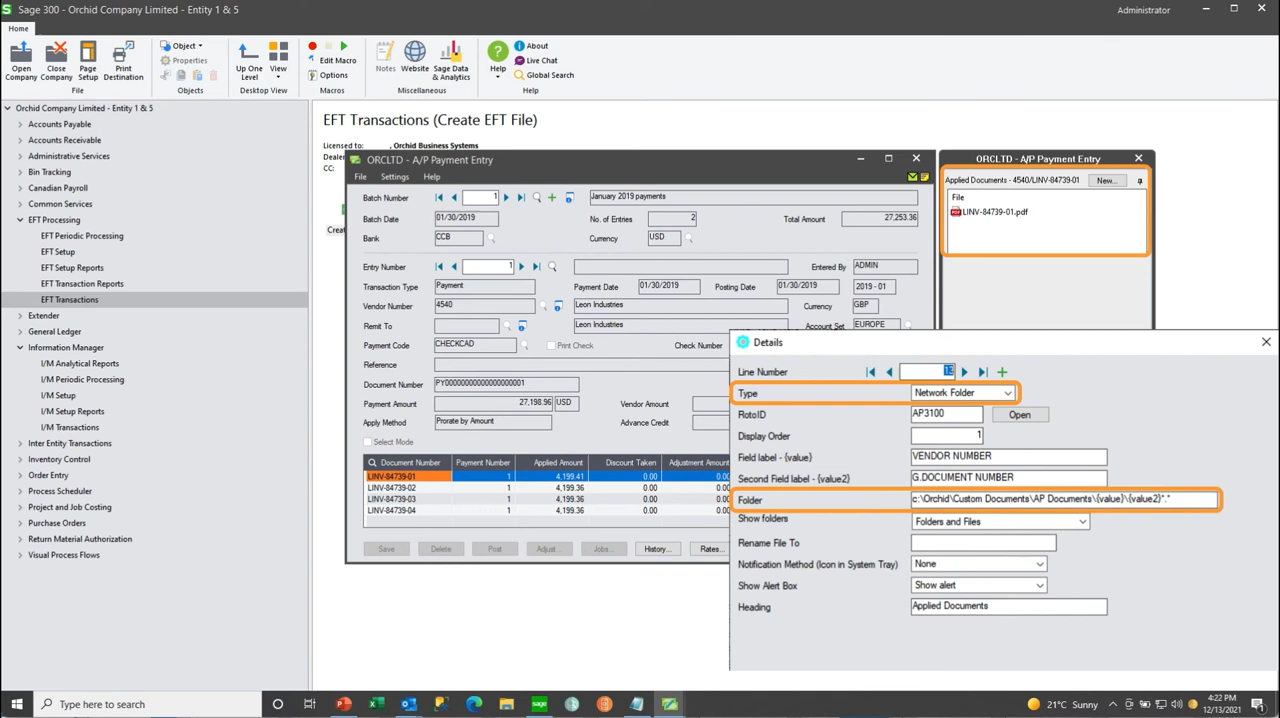 Sage 300 - Orchid Company Limited - Entity 1 & 5
Administrator
Home
Open Company
Close Company
Page Setup
Print Destination
File
Object
Properties
Objects
Up One Level
View
Desktop View
Edit Macro
Options
Macros
Notes
Website
Sage Data & Analytics
Miscellaneous
Help
About
Live Chat
Global Search
Help
Orchid Company Limited - Entity 1 & 5
Accounts Payable
Accounts Receivable
Administrative Services
Bin Tracking
Canadian Payroll
Common Services
EFT Processing
EFT Periodic Processing
EFT Setup
EFT Setup Reports
EFT Transaction Reports
EFT Transactions
Extender
General Ledger
Information Manager
I/M Analytical Reports
I/M Periodic Processing
I/M Setup
I/M Setup Reports
I/M Transactions
Inter Entity Transactions
Inventory Control
Order Entry
Process Scheduler
Project and Job Costing
Purchase Orders
Return Material Authorization
Visual Process Flows
EFT Transactions (Create EFT File)
Licensed to: , Orchid Business Systems
Dealer
CC:
Creat
ORCLTD - A/P Payment Entry
File Settings Help
Batch Number 1 January 2019 payments
Batch Date 01/30/2019 No. of Entries 2 Total Amount 27,253.36
Bank CCB Currency USD
Entry Number 1 Entered By ADMIN
Transaction Type Payment Payment Date 01/30/2019 Posting Date 01/30/2019 2019 - 01
Vendor Number 4540 Leon Industries Currency GBP
Remit To Leon Industries Account Set EUROPE
Payment Code CHECKCAD Print Check Check Number
Reference
Document Number PY00000000000000000001
Payment Amount 27,198.96 USD Vendor Amount
Apply Method Prorate by Amount Advance Credit
Select Mode
Document Number Payment Number Applied Amount Discount Taken Adjustment Amount
LINV-84739-01 1 4,199.41 0.00 0.00
LINV-84739-02 1 4,199.36 0.00 0.00
LINV-84739-03 1 4,199.36 0.00 0.00
LINV-84739-04 1 4,199.36 0.00 0.00
Save Delete Post Adjust... Jobs... History... Rates...
ORCLTD - A/P Payment Entry
Applied Documents - 4540/LINV-84739-01 New...
File
LINV-84739-01.pdf
Details
Line Number 13
Type Network Folder
RotoID AP3100 Open
Display Order 1
Field label - {value} VENDOR NUMBER
Second Field label - {value2} G.DOCUMENT NUMBER
Folder c:\Orchid\Custom Documents\AP Documents\{value}\{value2}*.*
Show folders Folders and Files
Rename File To
Notification Method (Icon in System Tray) None
Show Alert Box Show alert
Heading Applied Documents
Type here to search
21°C Sunny
4:22 PM
12/13/2021